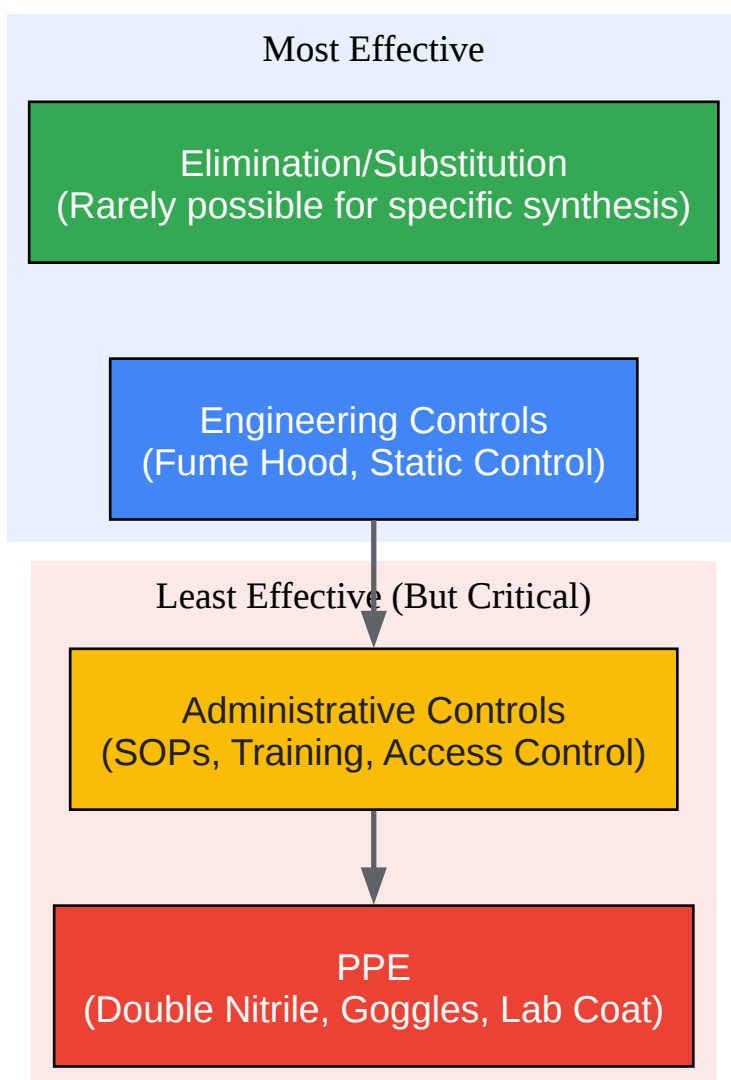 Most Effective
Elimination/Substitution
(Rarely possible for specific synthesis)
Engineering Controls
(Fume Hood, Static Control)
Least Effective (But Critical)
Administrative Controls
(SOPs, Training, Access Control)
PPE
(Double Nitrile, Goggles, Lab Coat)